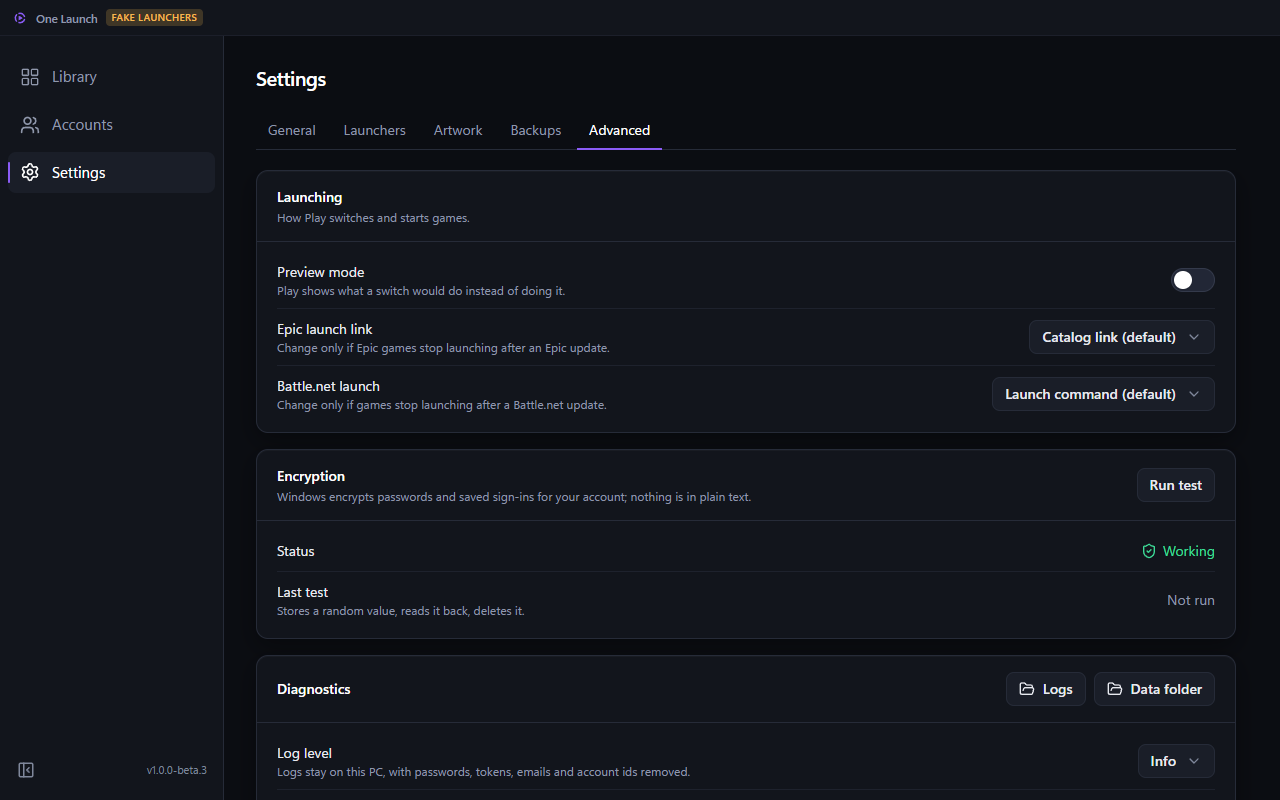 One Launch FAKE LAUNCHERS
Library
Accounts
Settings
v1.0.0-beta.3
Settings
General Launchers Artwork Backups Advanced
Launching
How Play switches and starts games.
Preview mode
Play shows what a switch would do instead of doing it.
Epic launch link
Change only if Epic games stop launching after an Epic update.
Catalog link (default)
Battle.net launch
Change only if games stop launching after a Battle.net update.
Launch command (default)
Encryption
Windows encrypts passwords and saved sign-ins for your account; nothing is in plain text.
Run test
Status
Working
Last test
Stores a random value, reads it back, deletes it.
Not run
Diagnostics
Logs
Data folder
Log level
Logs stay on this PC, with passwords, tokens, emails and account ids removed.
Info